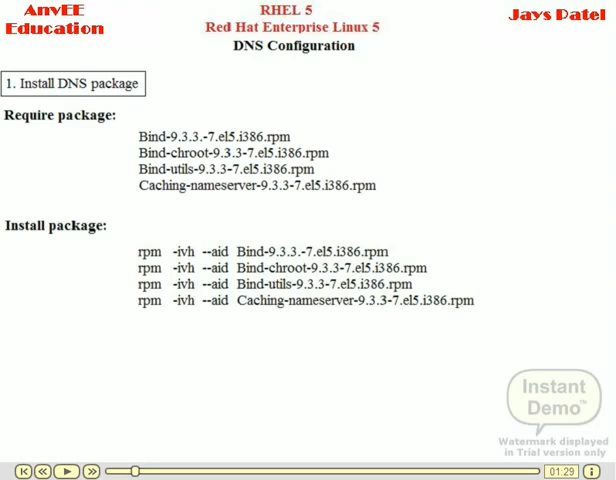 AnvEE
Education
RHEL 5
Red Hat Enterprise Linux 5
DNS Configuration
Jays Patel
1. Install DNS package
Require package:
Bind-9.3.3.-7.el5.i386.rpm
Bind-chroot-9.3.3-7.el5.i386.rpm
Bind-utils-9.3.3-7.el5.i386.rpm
Caching-nameserver-9.3.3-7.el5.i386.rpm
Install package:
rpm -ivh --aid Bind-9.3.3.-7.el5.i386.rpm
rpm -ivh --aid Bind-chroot-9.3.3-7.el5.i386.rpm
rpm -ivh --aid Bind-utils-9.3.3-7.el5.i386.rpm
rpm -ivh --aid Caching-nameserver-9.3.3-7.el5.i386.rpm
Instant
Demo™
Watermark displayed
in Trial version only
01:29